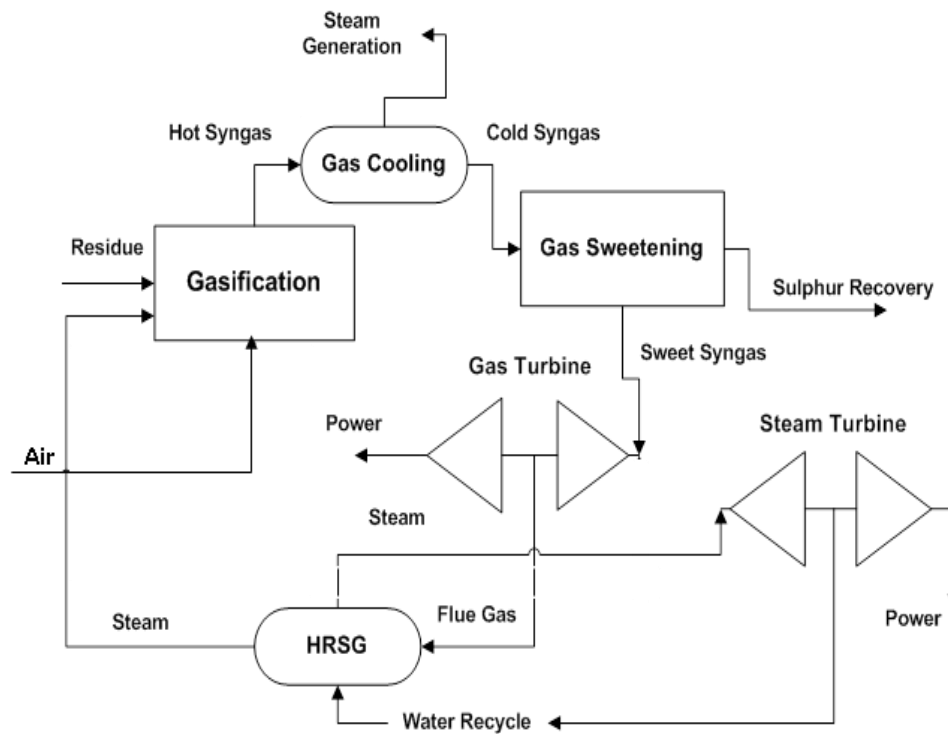 Steam
Generation
Hot Syngas
Gas Cooling
Cold Syngas
Residue
Gasification
Gas Sweetening
Sulphur Recovery
Sweet Syngas
Gas Turbine
Power
Steam Turbine
Air
Steam
Steam
HRSG
Flue Gas
Power
Water Recycle